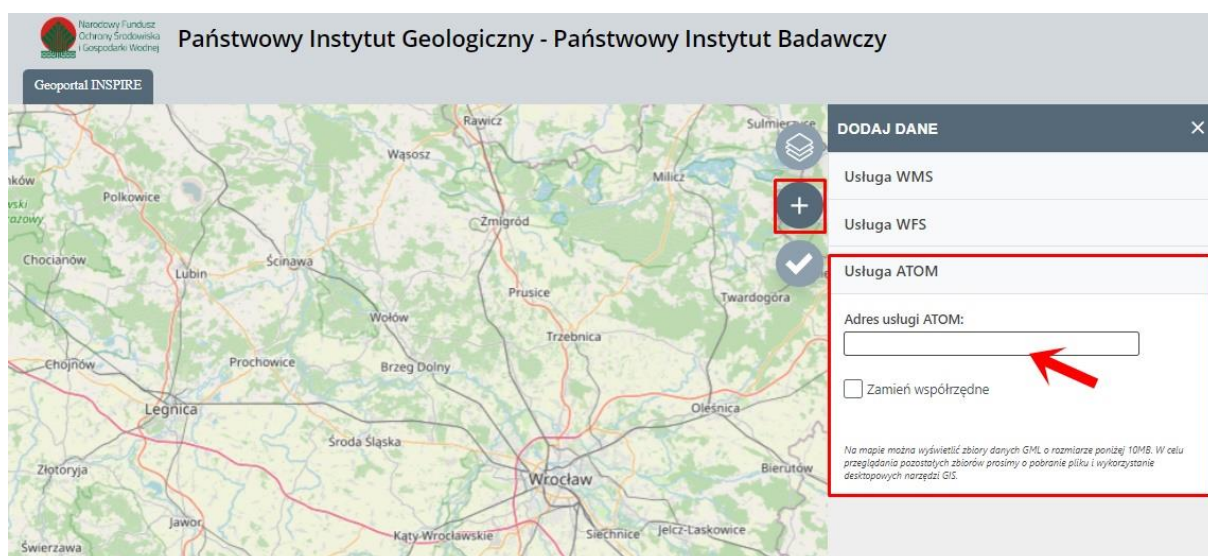 Narodowy Fundusz
Ochrony Środowiska
i Gospodarki Wodnej
Państwowy Instytut Geologiczny - Państwowy Instytut Badawczy
Geoportal INSPIRE
Rawicz
Sulmierzyce
Wąsosz
Milicz
Polkowice
Żmigród
Chocianów
Lubin
Ścinawa
Prusice
Twardogóra
Wołów
Trzebnica
Chojnów
Prochowice
Brzeg Dolny
Legnica
Oleśnica
Środa Śląska
Złotoryja
Wrocław
Bierutów
Jawor
Kąty Wrocławskie
Siechnice
Jelcz-Laskowice
Świerzawa
DODAJ DANE
Usługa WMS
Usługa WFS
Usługa ATOM
Adres usługi ATOM:
Zamień współrzędne
Na mapie można wyświetlić zbiory danych GML o rozmiarze poniżej 10MB. W celu
przeglądania pozostałych zbiorów prosimy o pobranie pliku i wykorzystanie
desktopowych narzędzi GIS.